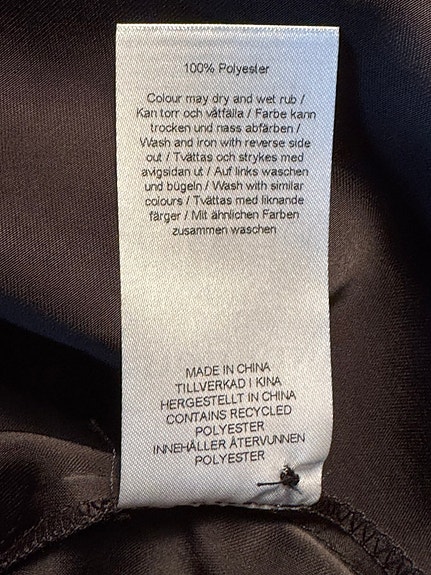 100% Polyester
Colour may dry and wet rub /
Kan torr och våtfälla / Farbe kann
trocken und nass abfärben /
Wash and iron with reverse side
out / Tvättas och strykes med
avigsidan ut / Auf links waschen
und bügeln / Wash with similar
colours / Tvättas med liknande
färger / Mit ähnlichen Farben
zusammen waschen
MADE IN CHINA
TILLVERKAD I KINA
HERGESTELLT IN CHINA
CONTAINS RECYCLED
POLYESTER
INNEHÅLLER ÅTERVUNNEN
POLYESTER